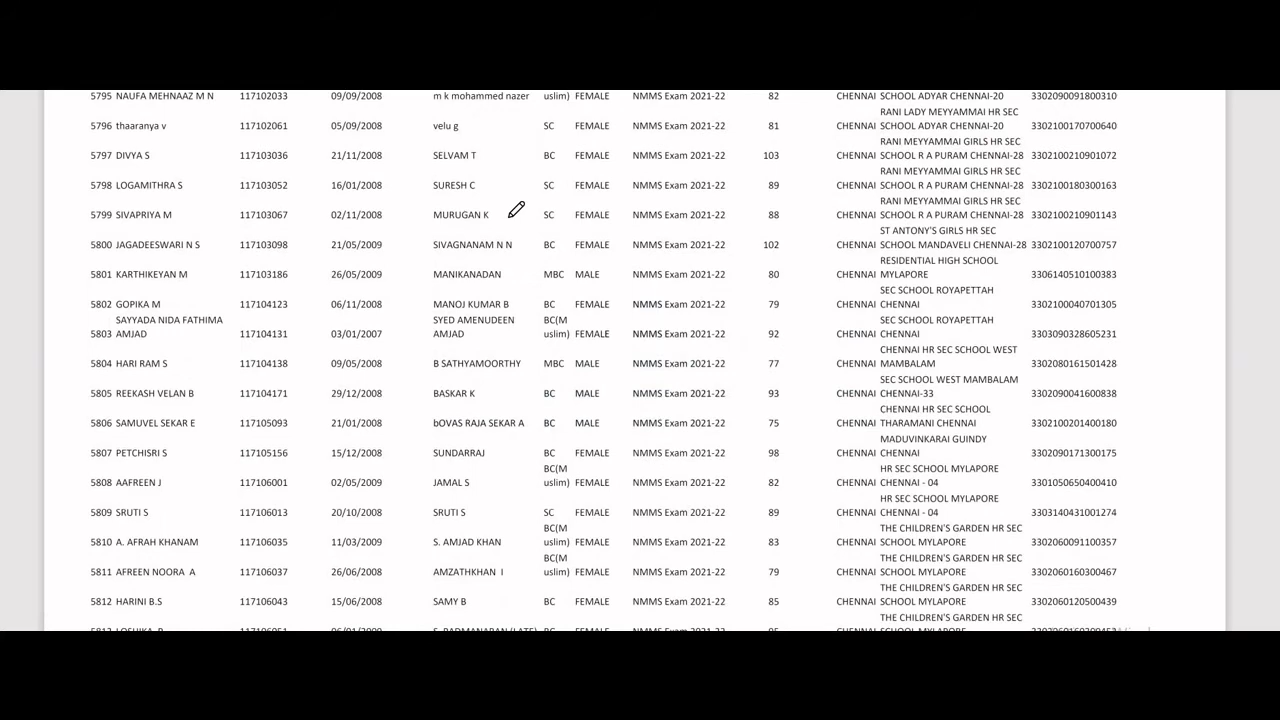 5795 NAUFA MEHNAAZ M N 117102033 09/09/2008 m k mohammed nazer uslim) FEMALE NMMS Exam 2021-22 82 CHENNAI SCHOOL ADYAR CHENNAI-20 3302090091800310
RANI LADY MEYYAMMAI HR SEC
5796 thaaranya v 117102061 05/09/2008 velu g SC FEMALE NMMS Exam 2021-22 81 CHENNAI SCHOOL ADYAR CHENNAI-20 3302100170700640
RANI MEYYAMMAI GIRLS HR SEC
5797 DIVYA S 117103036 21/11/2008 SELVAM T BC FEMALE NMMS Exam 2021-22 103 CHENNAI SCHOOL R A PURAM CHENNAI-28 3302100210901072
RANI MEYYAMMAI GIRLS HR SEC
5798 LOGAMITHRA S 117103052 16/01/2008 SURESH C SC FEMALE NMMS Exam 2021-22 89 CHENNAI SCHOOL R A PURAM CHENNAI-28 3302100180300163
RANI MEYYAMMAI GIRLS HR SEC
5799 SIVAPRIYA M 117103067 02/11/2008 MURUGAN K SC FEMALE NMMS Exam 2021-22 88 CHENNAI SCHOOL R A PURAM CHENNAI-28 3302100210901143
ST ANTONY'S GIRLS HR SEC
5800 JAGADEESWARI N S 117103098 21/05/2009 SIVAGNANAM N N BC FEMALE NMMS Exam 2021-22 102 CHENNAI SCHOOL MANDAVELI CHENNAI-28 3302100120700757
RESIDENTIAL HIGH SCHOOL
5801 KARTHIKEYAN M 117103186 26/05/2009 MANIKANADAN MBC MALE NMMS Exam 2021-22 80 CHENNAI MYLAPORE 3306140510100383
SEC SCHOOL ROYAPETTAH
5802 GOPIKA M 117104123 06/11/2008 MANOJ KUMAR B BC FEMALE NMMS Exam 2021-22 79 CHENNAI CHENNAI 3302100040701305
SAYYADA NIDA FATHIMA SYED AMENUDEEN BC(M SEC SCHOOL ROYAPETTAH
5803 AMJAD 117104131 03/01/2007 AMJAD uslim) FEMALE NMMS Exam 2021-22 92 CHENNAI CHENNAI 3303090328605231
CHENNAI HR SEC SCHOOL WEST
5804 HARI RAM S 117104138 09/05/2008 B SATHYAMOORTHY MBC MALE NMMS Exam 2021-22 77 CHENNAI MAMBALAM 3302080161501428
SEC SCHOOL WEST MAMBALAM
5805 REEKASH VELAN B 117104171 29/12/2008 BASKAR K BC MALE NMMS Exam 2021-22 93 CHENNAI CHENNAI-33 3302090041600838
CHENNAI HR SEC SCHOOL
5806 SAMUVEL SEKAR E 117105093 21/01/2008 bOVAS RAJA SEKAR A BC MALE NMMS Exam 2021-22 75 CHENNAI THARAMANI CHENNAI 3302100201400180
MADUVINKARAI GUINDY
5807 PETCHISRI S 117105156 15/12/2008 SUNDARRAJ BC FEMALE NMMS Exam 2021-22 98 CHENNAI CHENNAI 3302090171300175
BC(M HR SEC SCHOOL MYLAPORE
5808 AAFREEN J 117106001 02/05/2009 JAMAL S uslim) FEMALE NMMS Exam 2021-22 82 CHENNAI CHENNAI - 04 3301050650400410
HR SEC SCHOOL MYLAPORE
5809 SRUTI S 117106013 20/10/2008 SRUTI S SC FEMALE NMMS Exam 2021-22 89 CHENNAI CHENNAI - 04 3303140431001274
BC(M THE CHILDREN'S GARDEN HR SEC
5810 A. AFRAH KHANAM 117106035 11/03/2009 S. AMJAD KHAN uslim) FEMALE NMMS Exam 2021-22 83 CHENNAI SCHOOL MYLAPORE 3302060091100357
BC(M THE CHILDREN'S GARDEN HR SEC
5811 AFREEN NOORA A 117106037 26/06/2008 AMZATHKHAN I uslim) FEMALE NMMS Exam 2021-22 79 CHENNAI SCHOOL MYLAPORE 3302060160300467
THE CHILDREN'S GARDEN HR SEC
5812 HARINI B.S 117106043 15/06/2008 SAMY B BC FEMALE NMMS Exam 2021-22 85 CHENNAI SCHOOL MYLAPORE 3302060120500439
THE CHILDREN'S GARDEN HR SEC